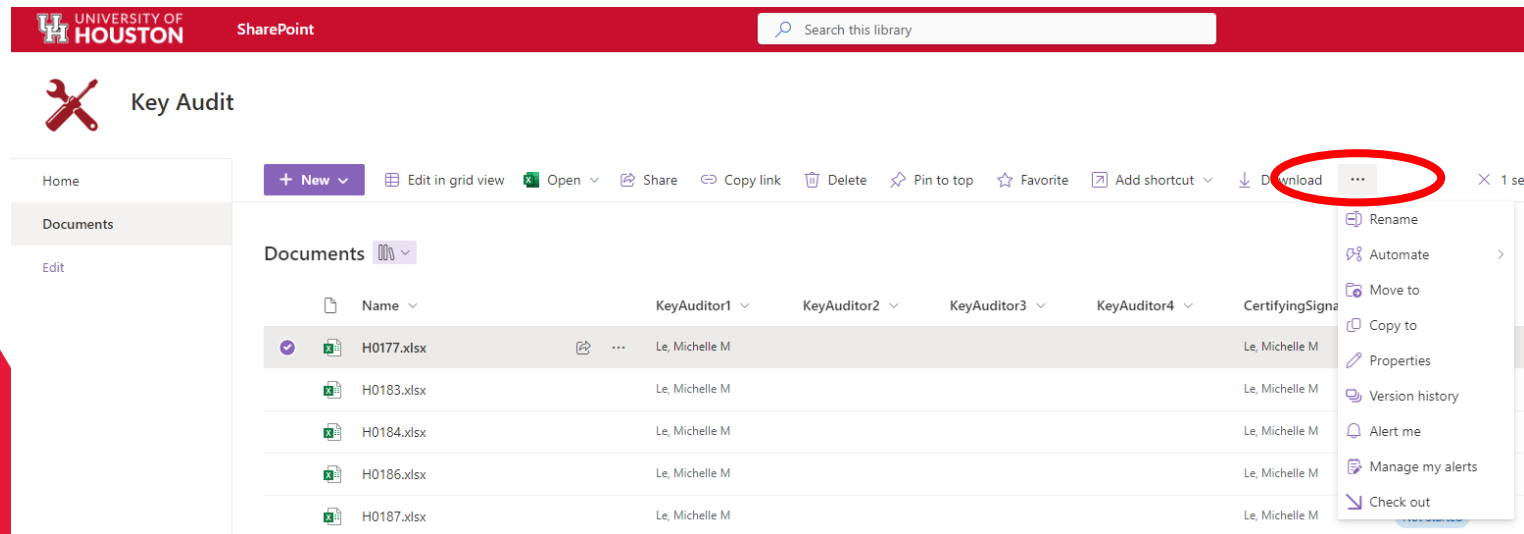 UNIVERSITY OF
HOUSTON
SharePoint
Search this library
Key Audit
Home
Documents
Edit
+ New
Edit in grid view
Open
Share
Copy link
Delete
Pin to top
Favorite
Add shortcut
Download
...
1 se
Rename
Automate
Move to
Copy to
Properties
Version history
Alert me
Manage my alerts
Check out
Documents
Name KeyAuditor1 KeyAuditor2 KeyAuditor3 KeyAuditor4 CertifyingSigna
H0177.xlsx ... Le, Michelle M Le, Michelle M
H0183.xlsx Le, Michelle M Le, Michelle M
H0184.xlsx Le, Michelle M Le, Michelle M
H0186.xlsx Le, Michelle M Le, Michelle M
H0187.xlsx Le, Michelle M Le, Michelle M